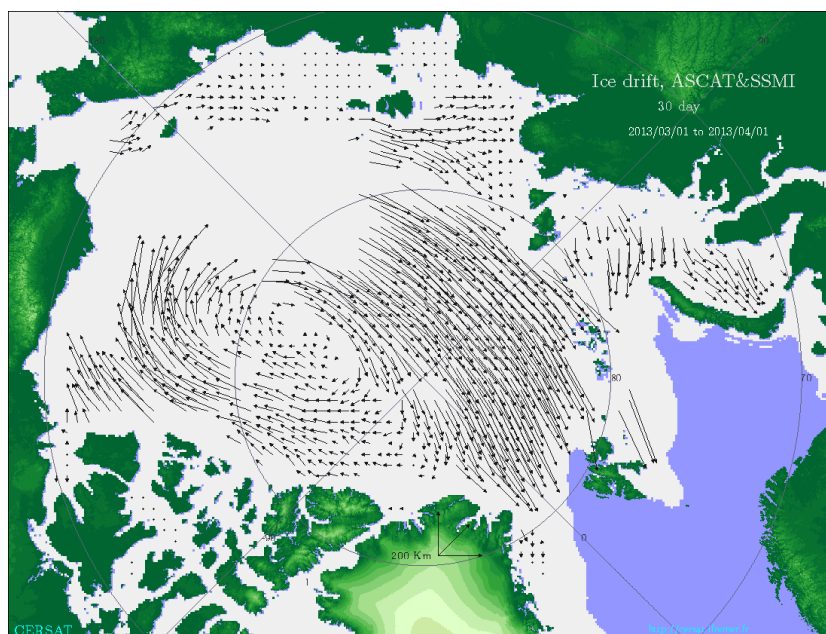 Ice drift, ASCAT&SSMI
30 day
2013/03/01 to 2013/04/01
80
70
0
200 Km
CERSAT